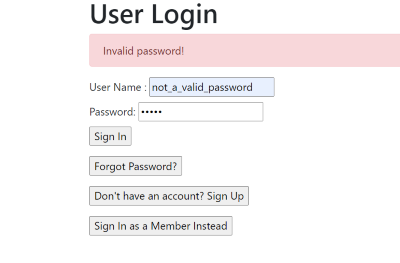 User Login
Invalid password!
User Name : not_a_valid_password
Password: •••••
Sign In
Forgot Password?
Don't have an account? Sign Up
Sign In as a Member Instead